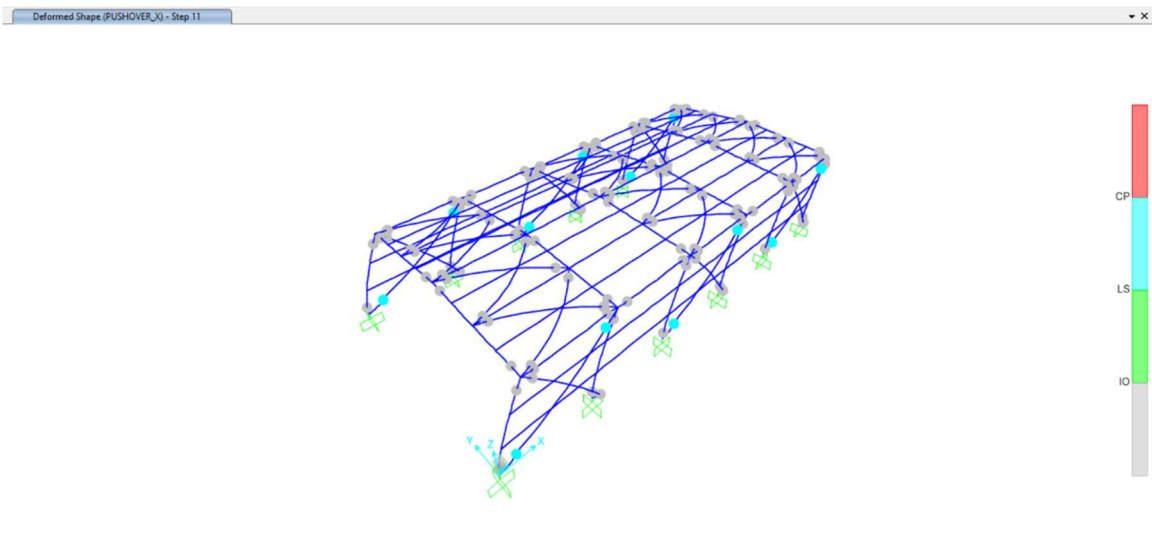 Deformed Shape (PUSHOVER_X) - Step 11
CP
LS
IO
Y
Z
X